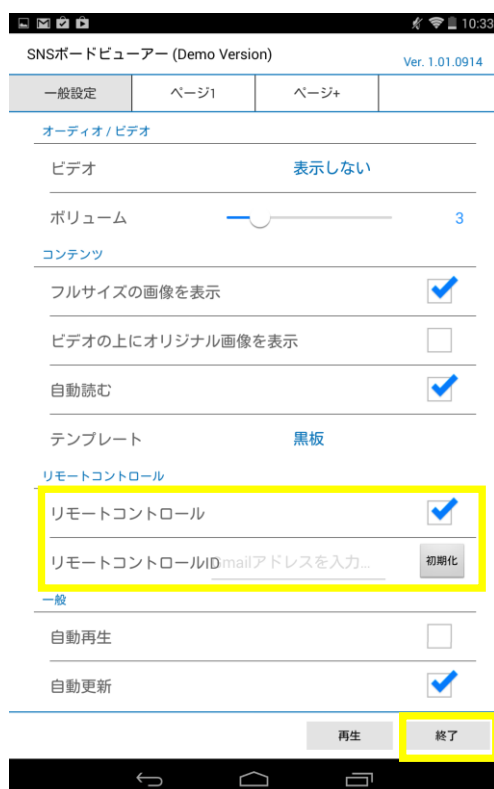 10:33
SNSボードビューアー (Demo Version)
Ver. 1.01.0914
一般設定 ページ1 ページ+
オーディオ / ビデオ
ビデオ 表示しない
ボリューム 3
コンテンツ
フルサイズの画像を表示
ビデオの上にオリジナル画像を表示
自動読む
テンプレート 黒板
リモートコントロール
リモートコントロール
リモートコントロールID Gmailアドレスを入力... 初期化
一般
自動再生
自動更新
再生 終了